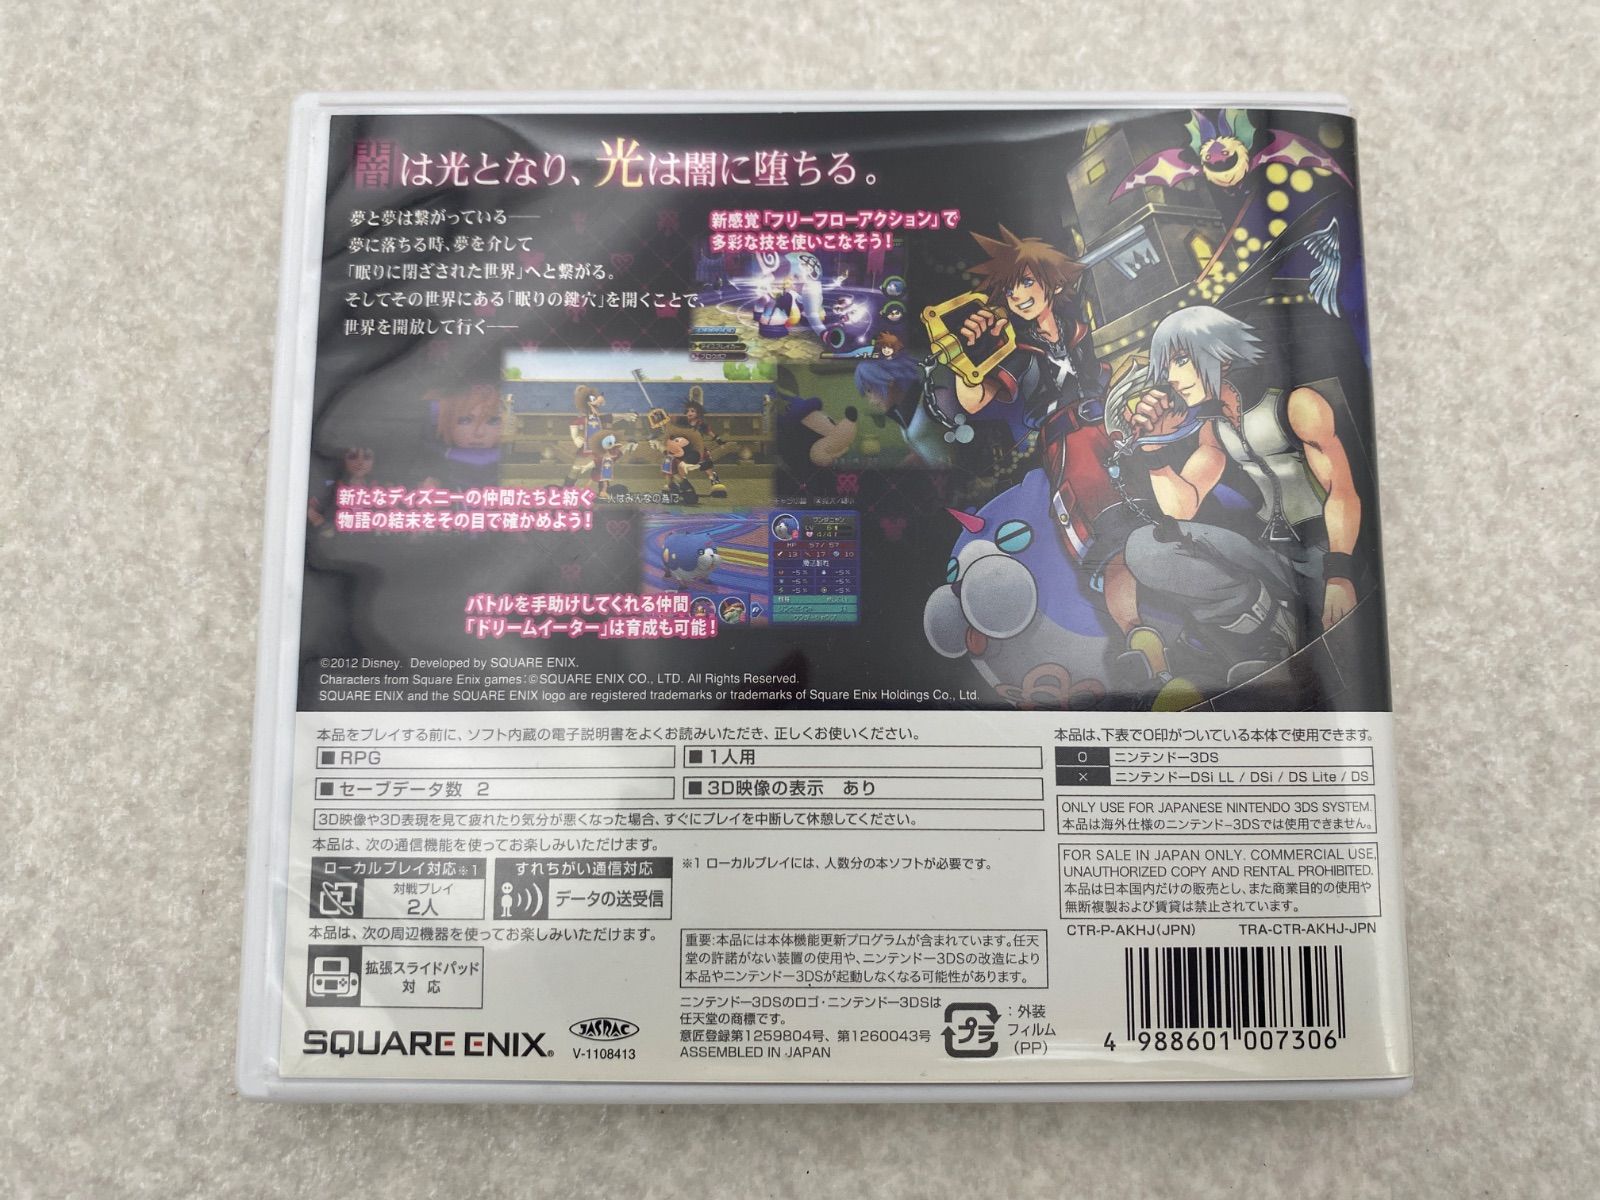 闇は光となり、光は闇に堕ちる。
夢と夢は繋がっている──
夢に落ちる時、夢を介して
「眠りに閉ざされた世界」へと繋がる。
そしてその世界にある「眠りの鍵穴」を開くことで、
世界を開放して行く──
新感覚「フリーフローアクション」で
多彩な技を使いこなそう!
一人はみんなの為に
新たなディズニーの仲間たちと紡ぐ
物語の結末をその目で確かめよう!
ワンダニャン
HP 57/57
13 17 10
バトルを手助けしてくれる仲間
「ドリームイーター」は育成も可能!
©2012 Disney. Developed by SQUARE ENIX.
Characters from Square Enix games:©SQUARE ENIX CO., LTD. All Rights Reserved.
SQUARE ENIX and the SQUARE ENIX logo are registered trademarks or trademarks of Square Enix Holdings Co., Ltd.
本品をプレイする前に、ソフト内蔵の電子説明書をよくお読みいただき、正しくお使いください。
■RPG
■1人用
■セーブデータ数 2
■3D映像の表示 あり
3D映像や3D表現を見て疲れたり気分が悪くなった場合、すぐにプレイを中断して休憩してください。
本品は、次の通信機能を使ってお楽しみいただけます。
ローカルプレイ対応※1
対戦プレイ
2人
すれちがい通信対応
データの送受信
※1 ローカルプレイには、人数分の本ソフトが必要です。
本品は、次の周辺機器を使ってお楽しみいただけます。
拡張スライドパッド
対 応
重要:本品には本体機能更新プログラムが含まれています。任天
堂の許諾がない装置の使用や、ニンテンドー3DSの改造により
本品やニンテンドー3DSが起動しなくなる可能性があります。
ニンテンドー3DSのロゴ・ニンテンドー3DSは
任天堂の商標です。
意匠登録第1259804号、第1260043号
ASSEMBLED IN JAPAN
SQUARE ENIX®
JASRAC
V-1108413
プラ
:外装
フィルム
(PP)
本品は、下表でO印がついている本体で使用できます。
O ニンテンドー3DS
× ニンテンドーDSi LL / DSi / DS Lite / DS
ONLY USE FOR JAPANESE NINTENDO 3DS SYSTEM.
本品は海外仕様のニンテンドー3DSでは使用できません。
FOR SALE IN JAPAN ONLY. COMMERCIAL USE,
UNAUTHORIZED COPY AND RENTAL PROHIBITED.
本品は日本国内だけの販売とし、また商業目的の使用や
無断複製および賃貸は禁止されています。
CTR-P-AKHJ(JPN) TRA-CTR-AKHJ-JPN
4 988601 007306